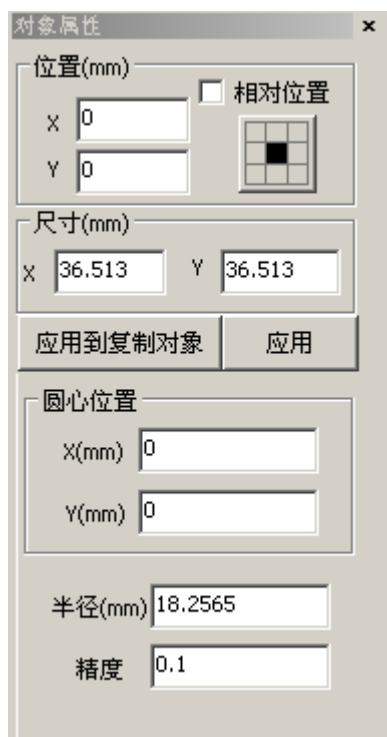 对象属性 ×
位置(mm)
相对位置
X 0
Y 0
尺寸(mm)
X 36.513 Y 36.513
应用到复制对象 应用
圆心位置
X(mm) 0
Y(mm) 0
半径(mm) 18.2565
精度 0.1